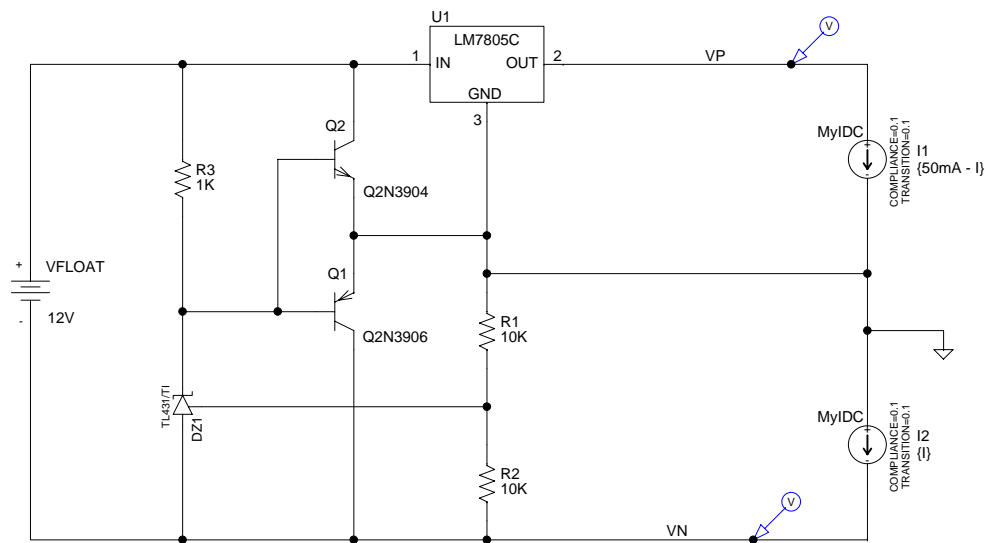 U1
LM7805C
1
IN
OUT
2
GND
3
VP
V
Q2
R3
1K
Q2N3904
MyIDC
COMPLIANCE=0.1
TRANSITION=0.1
I1
{50mA - I}
+
VFLOAT
-
12V
Q1
Q2N3906
R1
10K
TL431/TI
DZ1
MyIDC
COMPLIANCE=0.1
TRANSITION=0.1
I2
{I}
R2
10K
V
VN